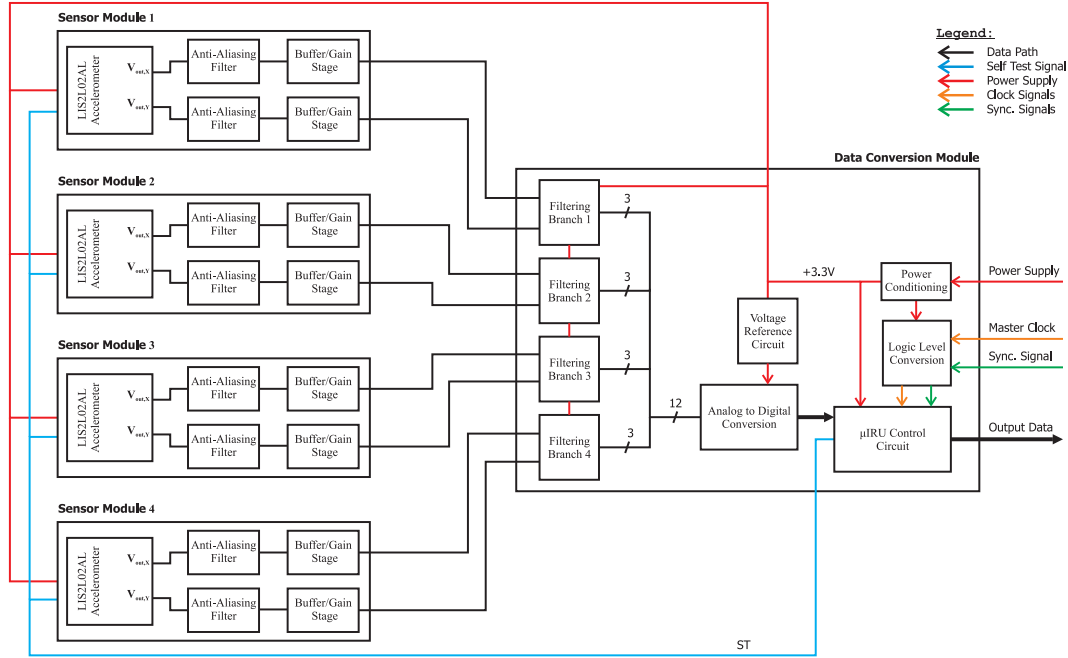 Sensor Module 1
LIS2L02AL
Accelerometer
Vout,X
Vout,Y
Anti-Aliasing
Filter
Buffer/Gain
Stage
Anti-Aliasing
Filter
Buffer/Gain
Stage
Sensor Module 2
LIS2L02AL
Accelerometer
Vout,X
Vout,Y
Anti-Aliasing
Filter
Buffer/Gain
Stage
Anti-Aliasing
Filter
Buffer/Gain
Stage
Sensor Module 3
LIS2L02AL
Accelerometer
Vout,X
Vout,Y
Anti-Aliasing
Filter
Buffer/Gain
Stage
Anti-Aliasing
Filter
Buffer/Gain
Stage
Sensor Module 4
LIS2L02AL
Accelerometer
Vout,X
Vout,Y
Anti-Aliasing
Filter
Buffer/Gain
Stage
Anti-Aliasing
Filter
Buffer/Gain
Stage
Legend:
Data Path
Self Test Signal
Power Supply
Clock Signals
Sync. Signals
Data Conversion Module
Filtering
Branch 1
3
Filtering
Branch 2
3
Filtering
Branch 3
3
Filtering
Branch 4
3
12
+3.3V
Voltage
Reference
Circuit
Analog to Digital
Conversion
Power
Conditioning
Logic Level
Conversion
µIRU Control
Circuit
Power Supply
Master Clock
Sync. Signal
Output Data
ST